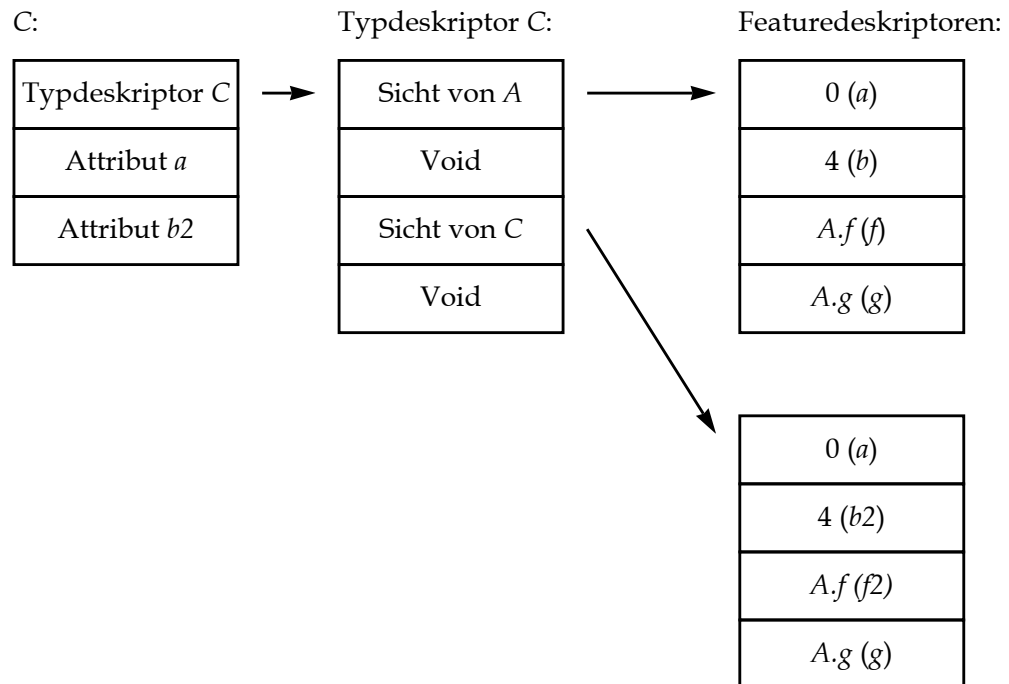 C:
Typdeskriptor C:
Featuredeskriptoren:
Typdeskriptor C
Attribut a
Attribut b2
Sicht von A
Void
Sicht von C
Void
0 (a)
4 (b)
A.f (f)
A.g (g)
0 (a)
4 (b2)
A.f (f2)
A.g (g)